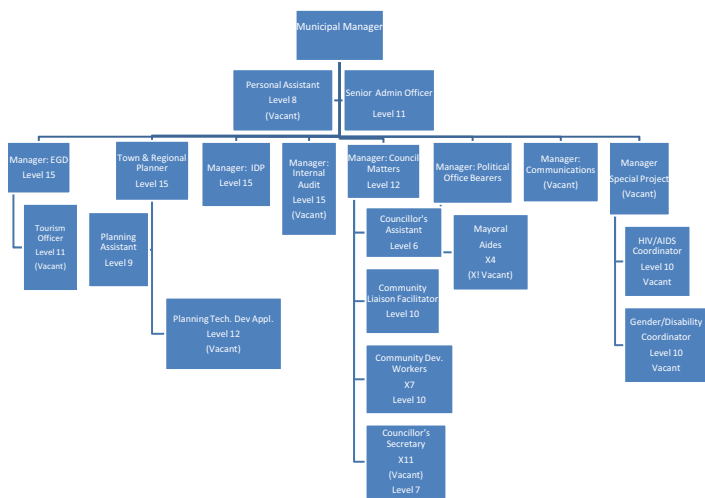 Municipal Manager
Personal Assistant
Level 8
(Vacant)
Senior Admin Officer
Level 11
Manager: EGD
Level 15
Town & Regional
Planner
Level 15
Manager: IDP
Level 15
Manager:
Internal
Audit
Level 15
(Vacant)
Manager: Council
Matters
Level 12
Manager: Political
Office Bearers
Manager:
Communications
(Vacant)
Manager
Special Project
(Vacant)
Tourism
Officer
Level 11
(Vacant)
Planning
Assistant
Level 9
Planning Tech. Dev Appl.
Level 12
(Vacant)
Councillor's
Assistant
Level 6
Community
Liaison Facilitator
Level 10
Community Dev.
Workers
X7
Level 10
Councillor's
Secretary
X11
(Vacant)
Level 7
Mayoral
Aides
X4
(X! Vacant)
HIV/AIDS
Coordinator
Level 10
Vacant
Gender/Disability
Coordinator
Level 10
Vacant